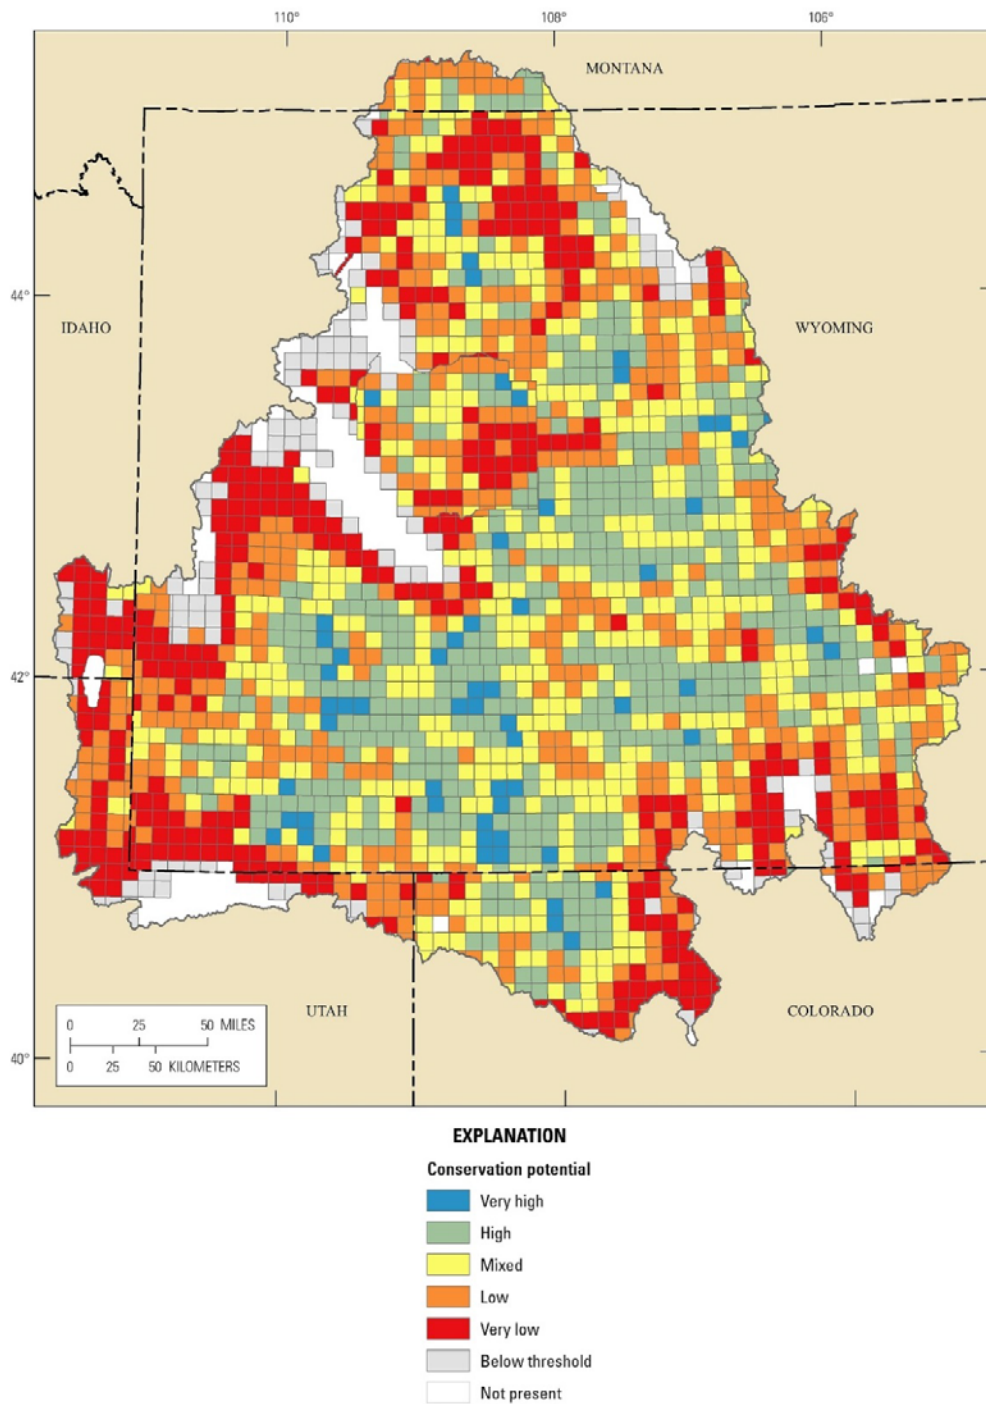 110° 108° 106°
MONTANA
44°
IDAHO WYOMING
42°
0 25 50 MILES
0 25 50 KILOMETERS
UTAH COLORADO
40°
EXPLANATION
Conservation potential
Very high
High
Mixed
Low
Very low
Below threshold
Not present